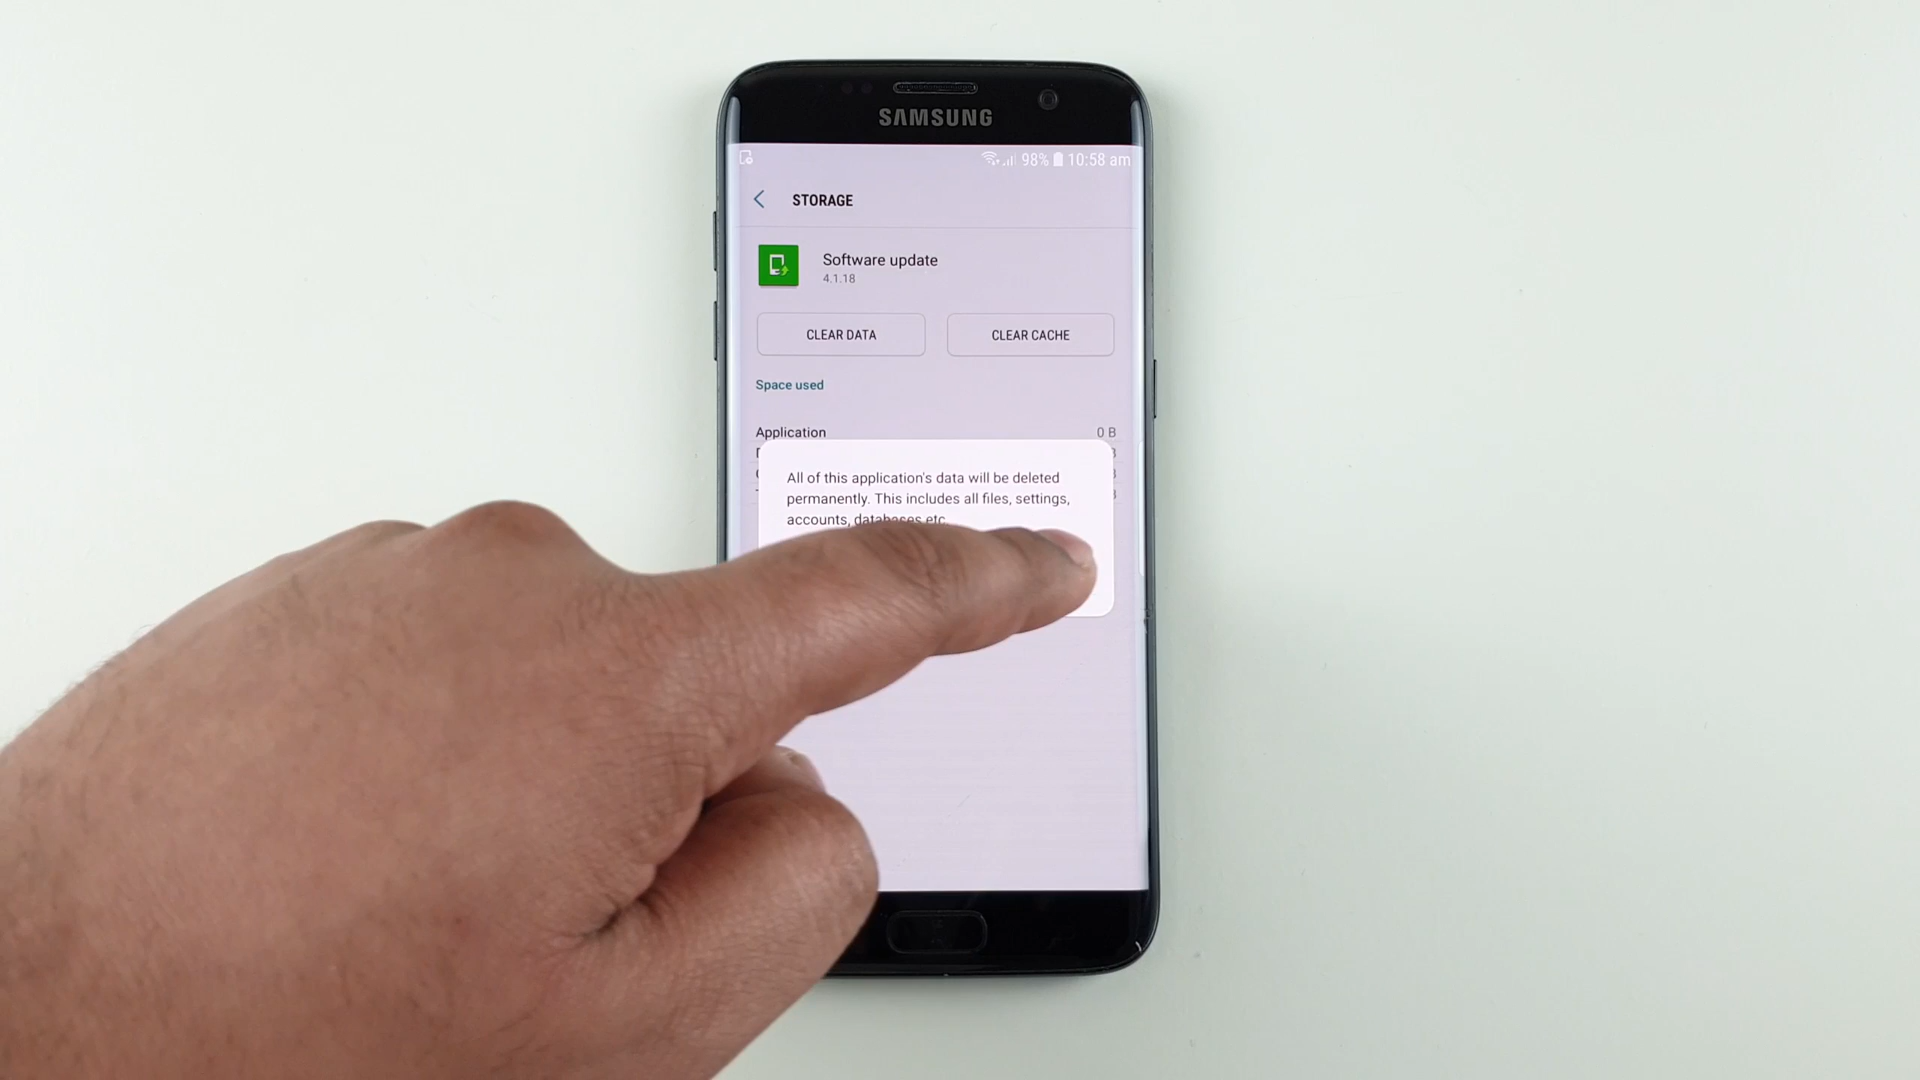 SAMSUNG
98% 10:58 am
STORAGE
Software update
4.1.18
CLEAR DATA
CLEAR CACHE
Space used
Application 0 B
All of this application's data will be deleted
permanently. This includes all files, settings,
accounts, databases etc.